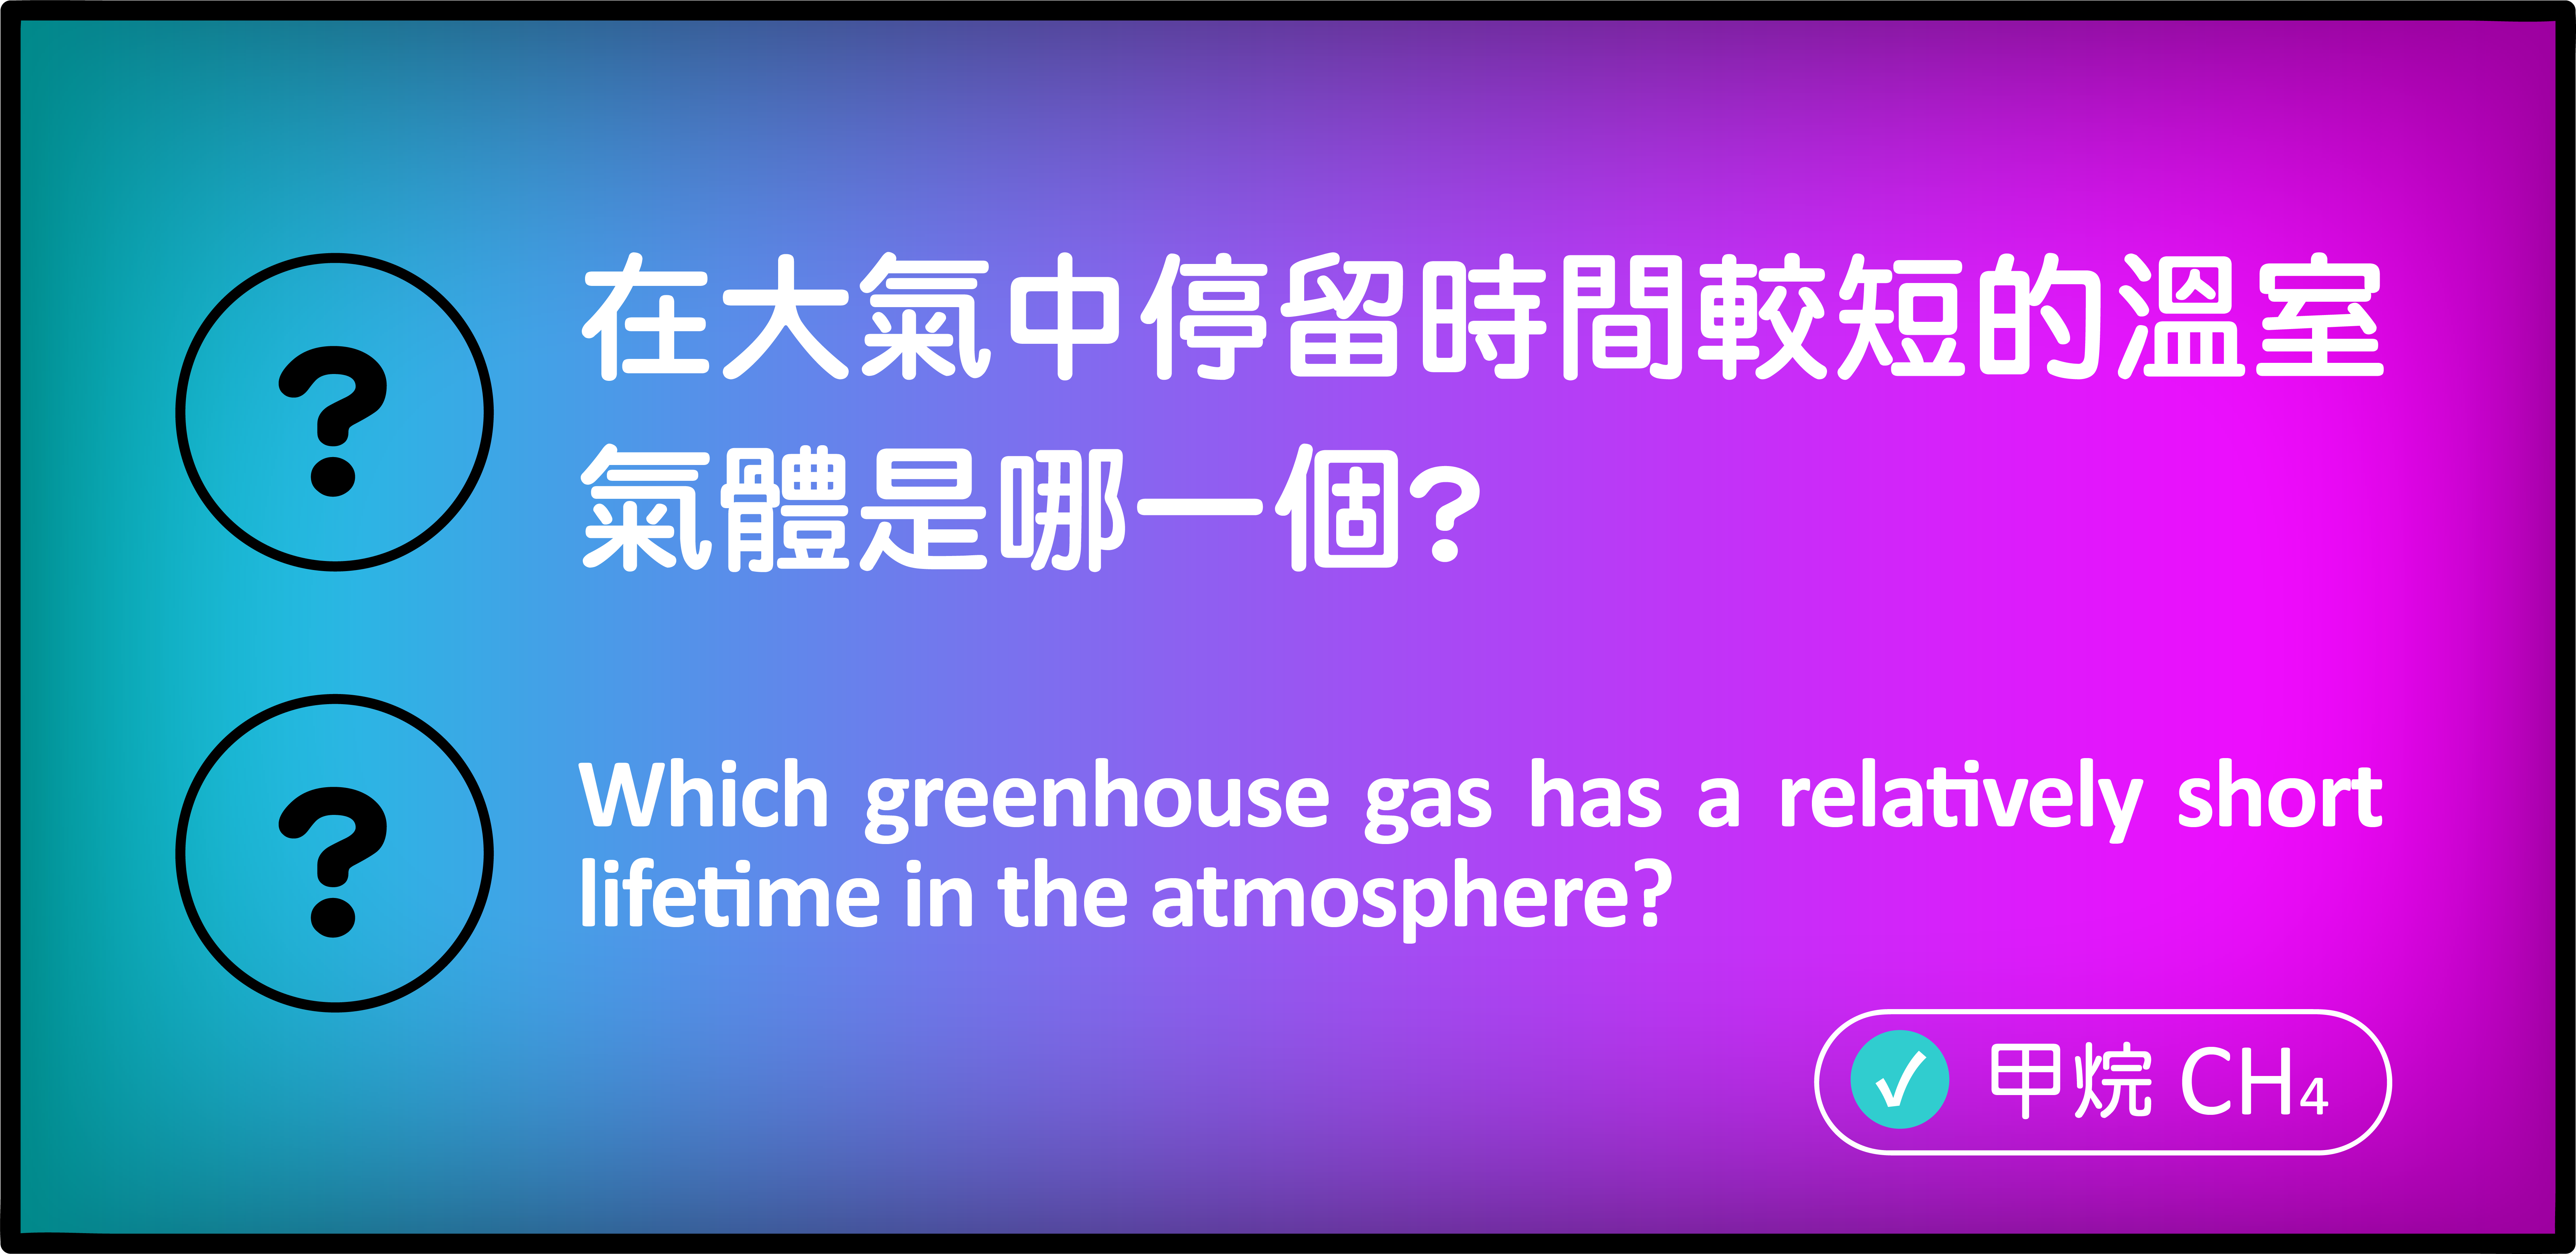 ?
在大氣中停留時間較短的溫室
氣體是哪一個?
?
Which greenhouse gas has a relatively short
lifetime in the atmosphere?
✓ 甲烷 CH₄